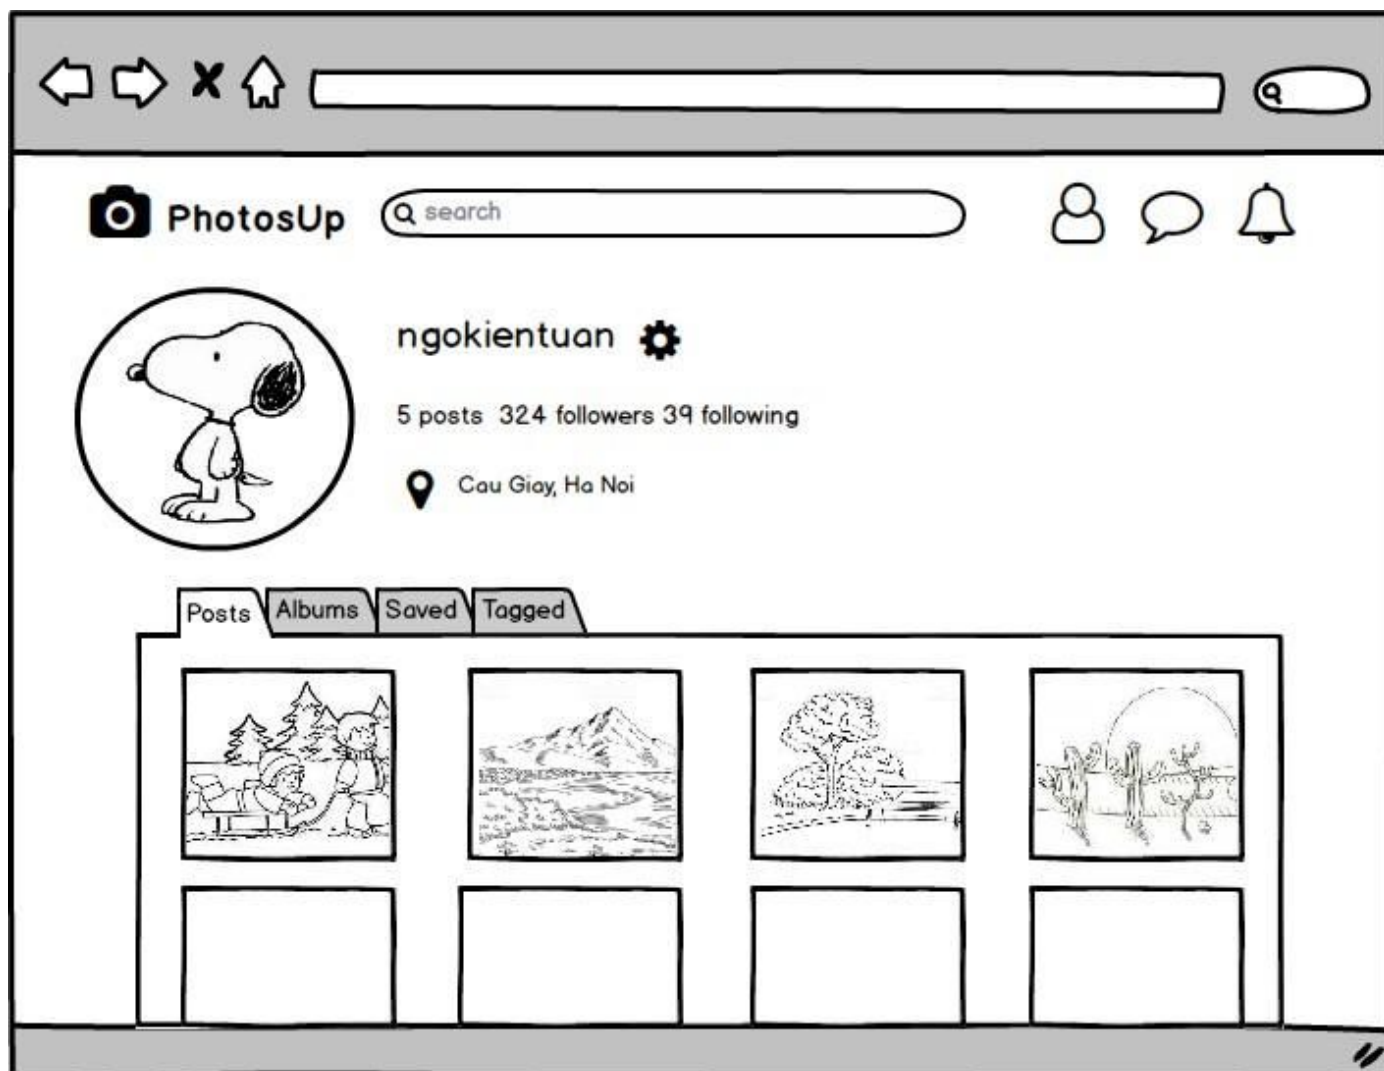 PhotosUp
search
ngokientuan
5 posts 324 followers 39 following
Cau Giay, Ha Noi
Posts
Albums
Saved
Tagged